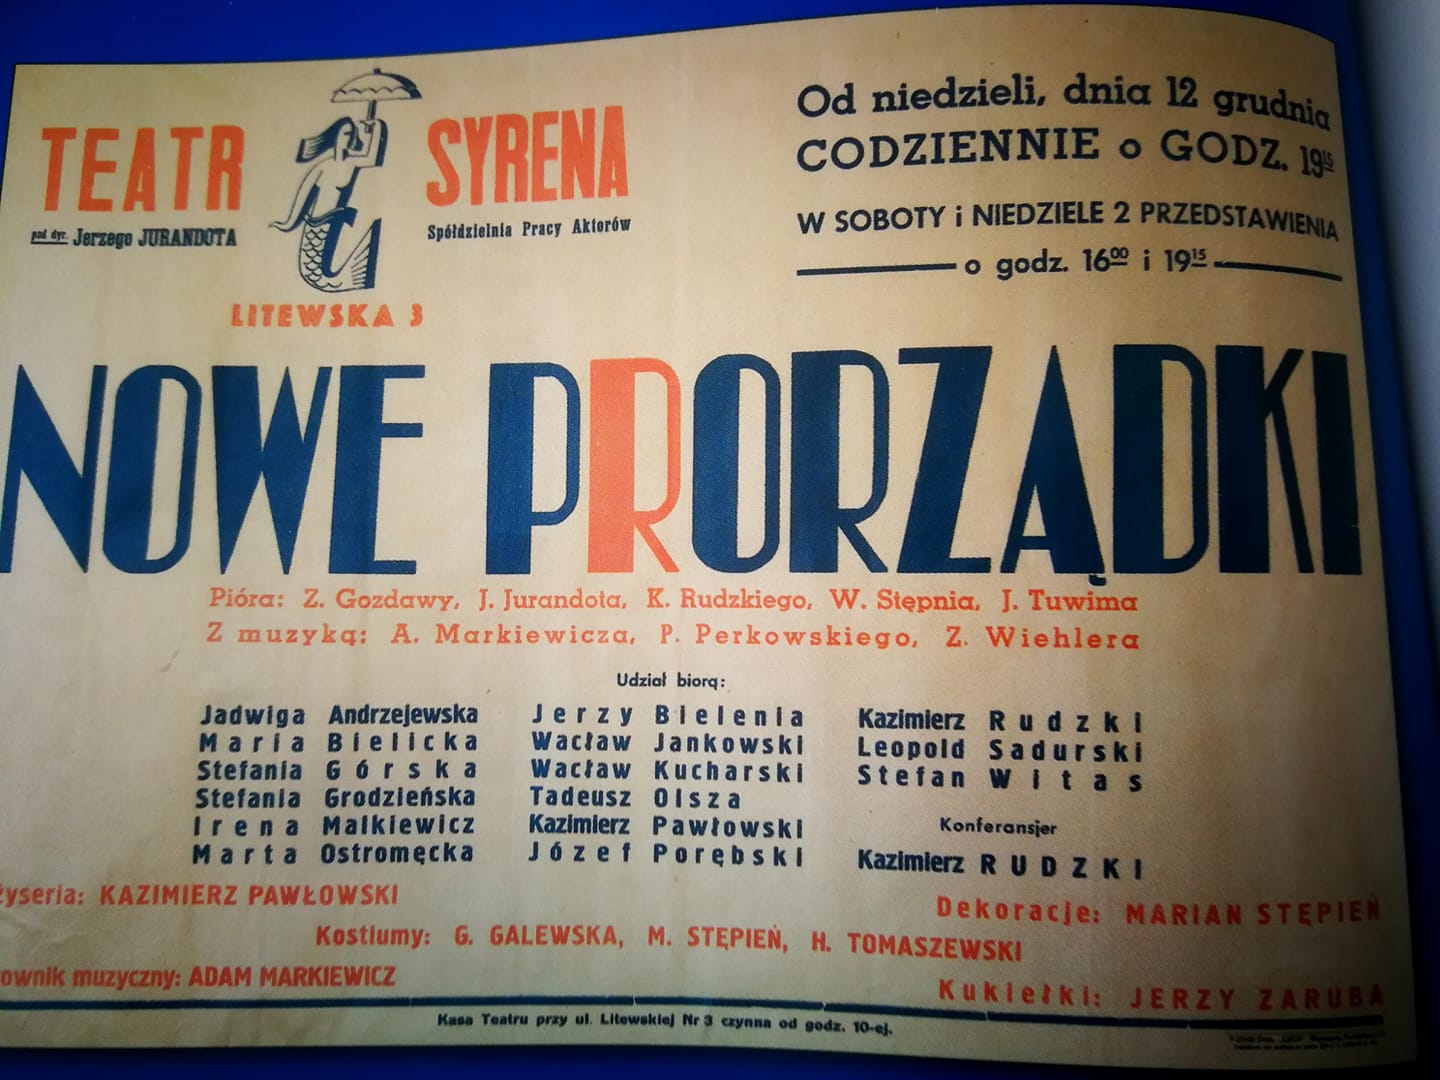 TEATR SYRENA
pod dyr. Jerzego JURANDOTA
Spółdzielnia Pracy Aktorów
LITEWSKA 3
Od niedzieli, dnia 12 grudnia
CODZIENNIE o GODZ. 19¹⁵
W SOBOTY i NIEDZIELE 2 PRZEDSTAWIENIA
o godz. 16⁰⁰ i 19¹⁵
NOWE PRORZĄDKI
Pióra: Z. Gozdawy, J. Jurandota, K. Rudzkiego, W. Stępnia, J. Tuwima
Z muzyką: A. Markiewicza, P. Perkowskiego, Z. Wiehlera
Udział biorą:
Jadwiga Andrzejewska
Maria Bielicka
Stefania Górska
Stefania Grodzieńska
Irena Malkiewicz
Marta Ostromęcka
Jerzy Bielenia
Wacław Jankowski
Wacław Kucharski
Tadeusz Olsza
Kazimierz Pawłowski
Józef Porębski
Kazimierz Rudzki
Leopold Sadurski
Stefan Witas
Konferansjer
Kazimierz RUDZKI
żyseria: KAZIMIERZ PAWŁOWSKI
Dekoracje: MARIAN STĘPIEŃ
Kostiumy: G. GALEWSKA, M. STĘPIEŃ, H. TOMASZEWSKI
ownik muzyczny: ADAM MARKIEWICZ
Kukiełki: JERZY ZARUBA
Kasa Teatru przy ul. Litewskiej Nr 3 czynna od godz. 10-ej.